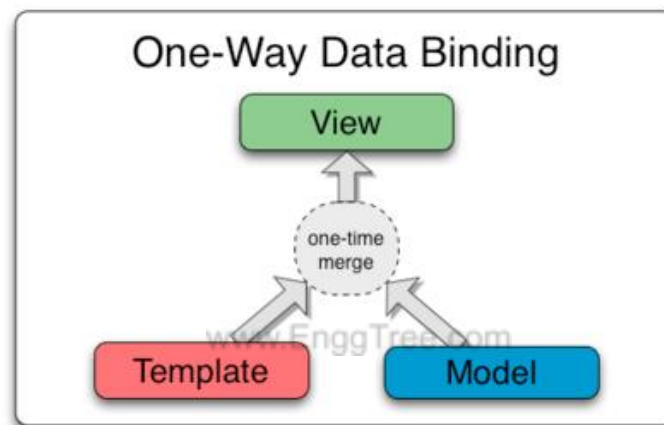 One-Way Data Binding
View
one-time
merge
www.EnggTree.com
Template
Model